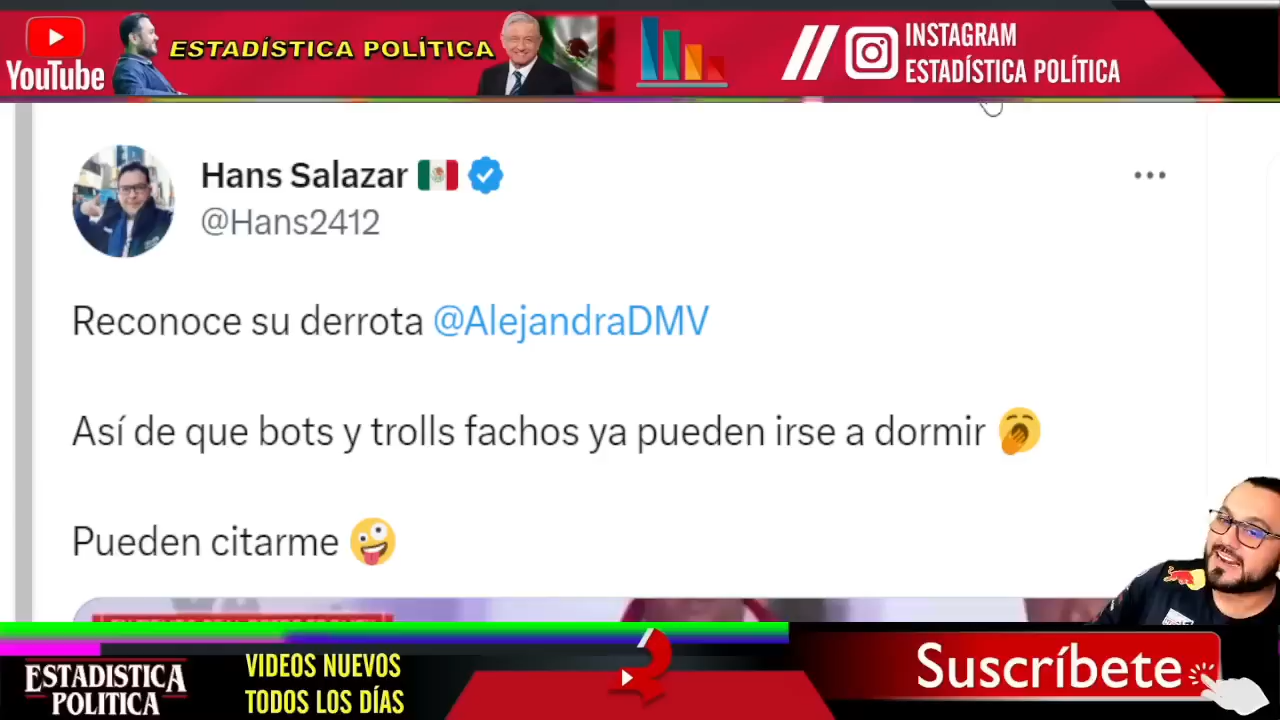 YouTube
ESTADÍSTICA POLÍTICA
INSTAGRAM
ESTADÍSTICA POLÍTICA
Hans Salazar
@Hans2412
Reconoce su derrota @AlejandraDMV
Así de que bots y trolls fachos ya pueden irse a dormir
Pueden citarme
ESTADISTICA
POLITICA
VIDEOS NUEVOS
TODOS LOS DÍAS
Suscríbete